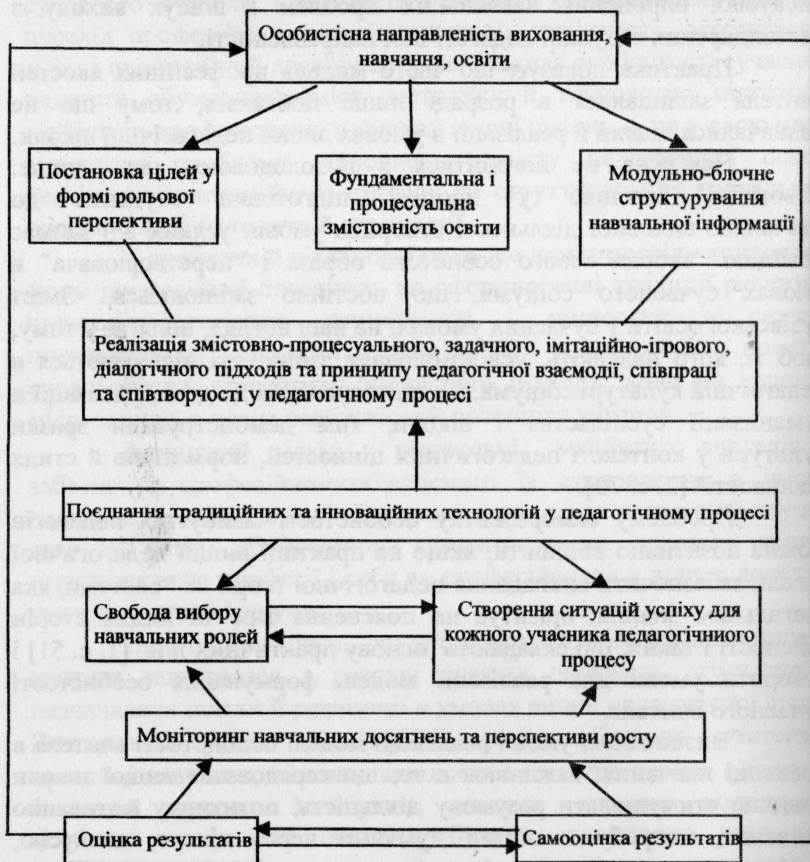 Особистісна направленість виховання,
навчання, освіти
Постановка цілей у
формі рольової
перспективи
процесуальна
змістовність освіти
Модульно-блочне
структурування
навчальної інформації
Реалізація змістовно-процесуального, задачного, імітаційно-ігрового,
діалогічного підходів та принципу педагогічної взаємодії, співпраці
та співтворчості у педагогічному процесі
Поєднання традиційних та інноваційних технологій у педагогічному процесі
Свобода вибору
навчальних ролей
Створення ситуацій успіху для
кожного учасника педагогічниого
процесу
Моніторинг навчальних досягнень та перспективи росту
Оцінка результатів
Самооцінка результатів